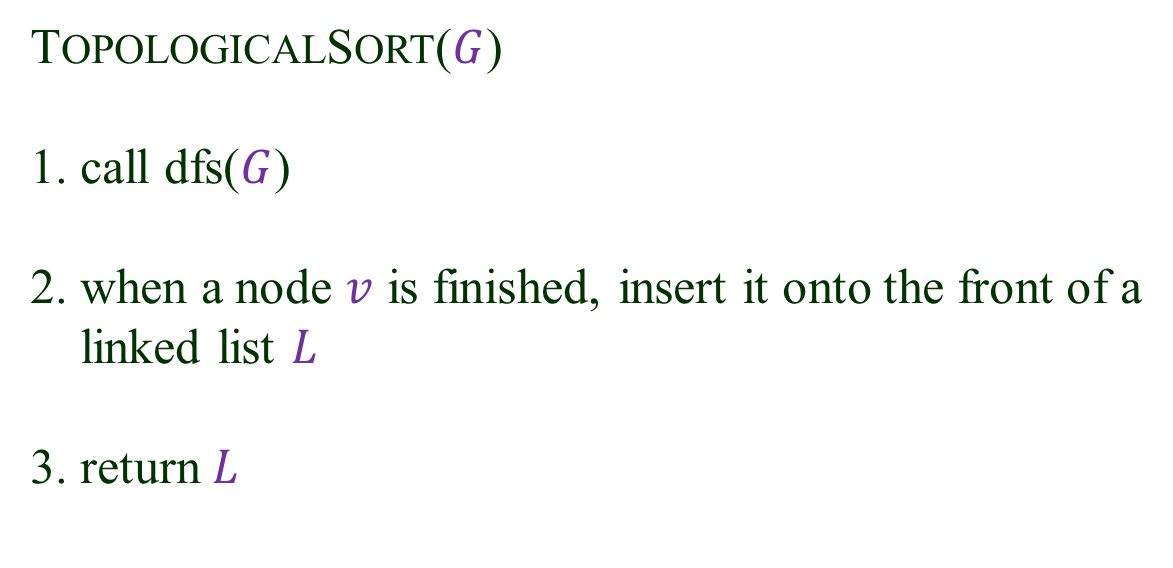 TOPOLOGICALSORT(G)
1. call dfs(G)
2. when a node v is finished, insert it onto the front of a
linked list L
3. return L